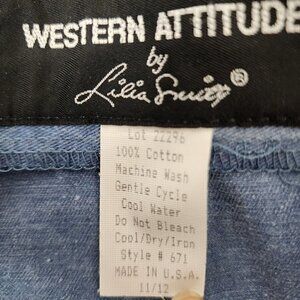 WESTERN ATTITUDE
by
Lilia Smith®
Lot 22296
100% Cotton
Machine Wash
Gentle Cycle
Cool Water
Do Not Bleach
Cool/Dry/Iron
Style # 671
MADE IN U.S.A.
11/12